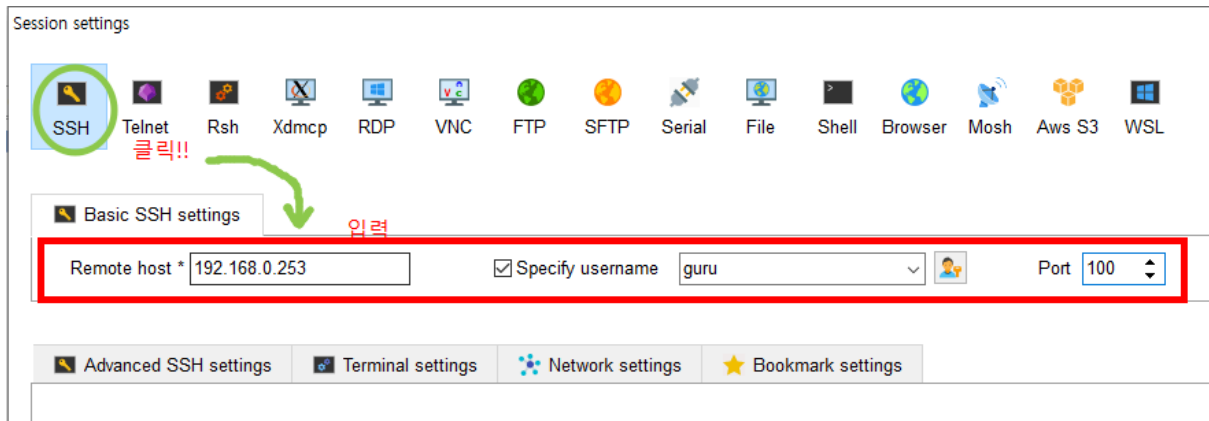 Session settings
SSH Telnet Rsh Xdmcp RDP VNC FTP SFTP Serial File Shell Browser Mosh Aws S3 WSL
클릭!!
Basic SSH settings
입력
Remote host * 192.168.0.253 Specify username guru Port 100
Advanced SSH settings Terminal settings Network settings Bookmark settings